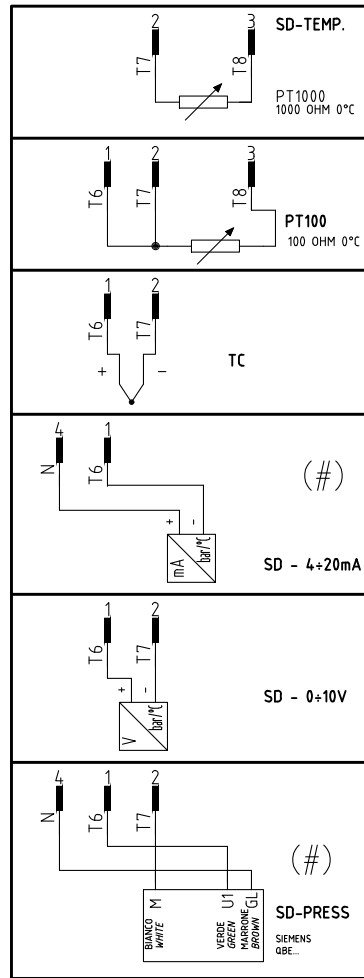 2
3
SD-TEMP.
T7
T8
PT1000
1000 OHM 0°C
1
2
3
T6
T7
T8
PT100
100 OHM 0°C
1
2
T6
T7
+
-
TC
4
1
N
T6
(#)
+
-
mA
bar/°C
SD - 4÷20mA
1
2
T6
T7
+
-
V
bar/°C
SD - 0÷10V
4
1
2
N
T6
T7
(#)
M
U1
GL
BIANCO
WHITE
VERDE
GREEN
MARRONE
BROWN
SD-PRESS
SIEMENS
QBE...